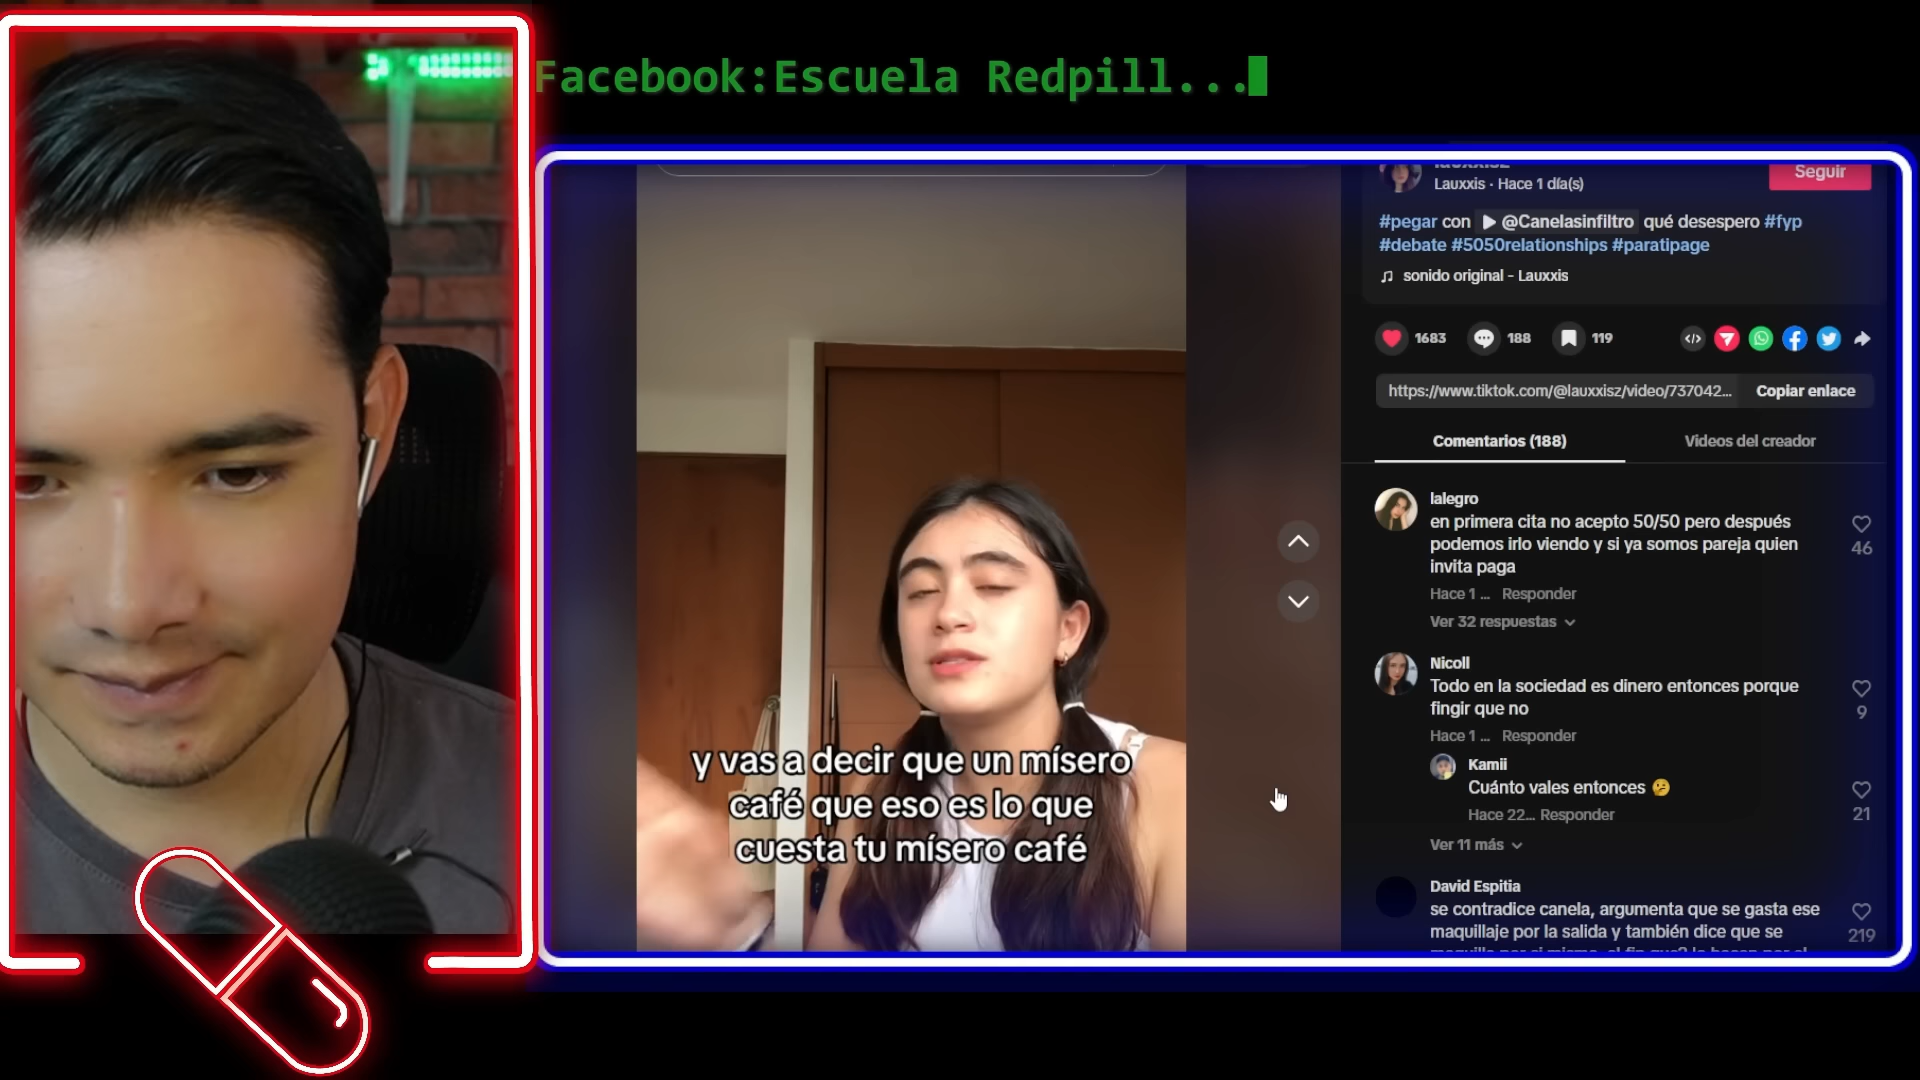 Facebook:Escuela Redpill...
Lauxxis · Hace 1 día(s)
Seguir
#pegar con ▶ @Canelasinfiltro qué desespero #fyp
#debate #5050relationships #paratipage
sonido original - Lauxxis
1683
188
119
https://www.tiktok.com/@lauxxisz/video/737042...
Copiar enlace
Comentarios (188)
Videos del creador
y vas a decir que un mísero
café que eso es lo que
cuesta tu mísero café
lalegro
en primera cita no acepto 50/50 pero después
podemos irlo viendo y si ya somos pareja quien
invita paga
46
Hace 1 ... Responder
Ver 32 respuestas
Nicoll
Todo en la sociedad es dinero entonces porque
fingir que no
9
Hace 1 ... Responder
Kamii
Cuánto vales entonces 🤔
21
Hace 22... Responder
Ver 11 más
David Espitia
se contradice canela, argumenta que se gasta ese
maquillaje por la salida y también dice que se
219